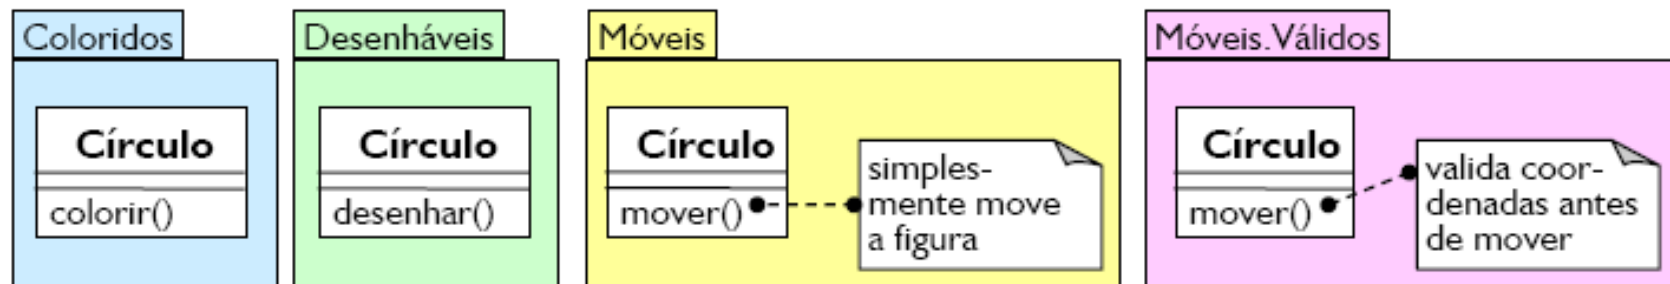 Coloridos
Círculo
colorir()
Desenháveis
Círculo
desenhar()
Móveis
Círculo
mover()
simples-
mente move
a figura
Móveis.Válidos
Círculo
mover()
valida coor-
denadas antes
de mover